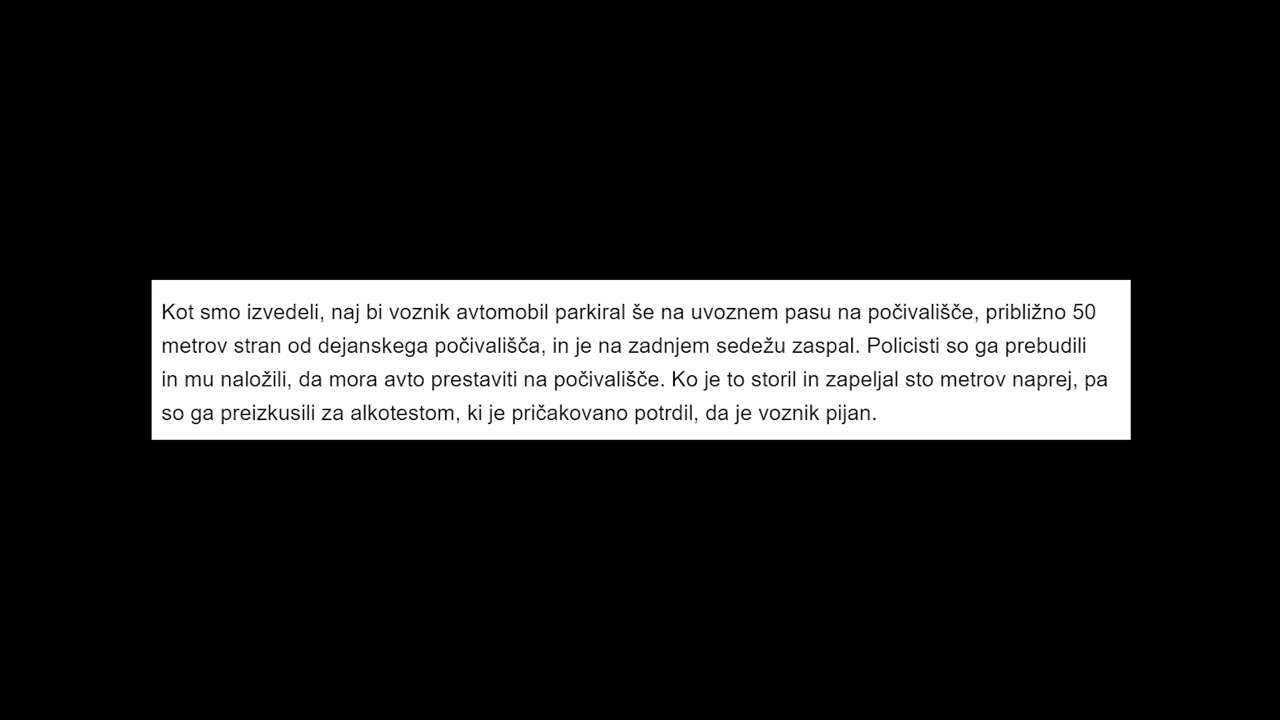 Kot smo izvedeli, naj bi voznik avtomobil parkiral še na uvoznem pasu na počivališče, približno 50
metrov stran od dejanskega počivališča, in je na zadnjem sedežu zaspal. Policisti so ga prebudili
in mu naložili, da mora avto prestaviti na počivališče. Ko je to storil in zapeljal sto metrov naprej, pa
so ga preizkusili za alkotestom, ki je pričakovano potrdil, da je voznik pijan.